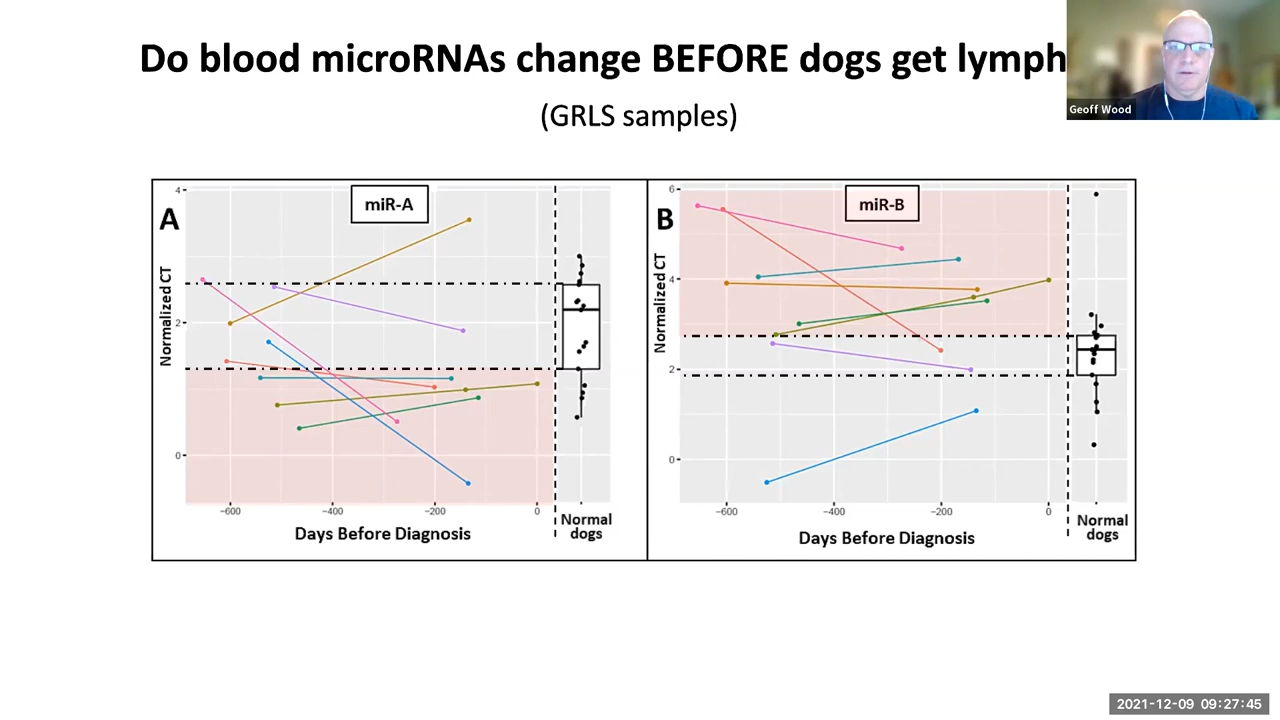 Do blood microRNAs change BEFORE dogs get lymph
(GRLS samples)
Geoff Wood
A
miR-A
Normalized CT
4
2
0
-600
-400
-200
0
Days Before Diagnosis
Normal
dogs
B
miR-B
Normalized CT
6
4
2
0
-600
-400
-200
0
Days Before Diagnosis
Normal
dogs
2021-12-09 09:27:45